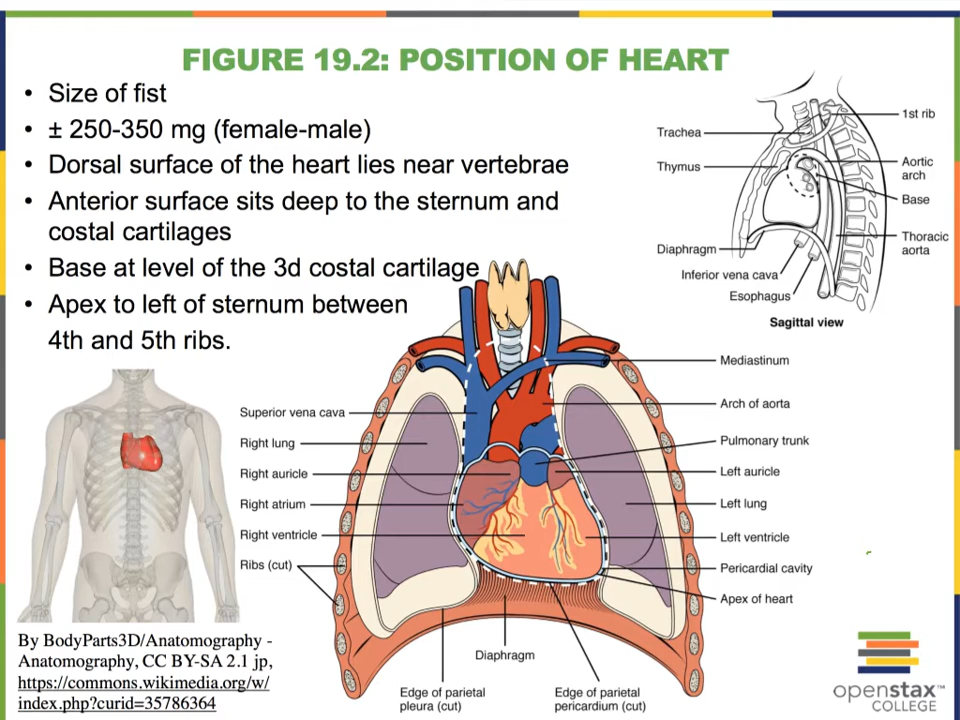 FIGURE 19.2: POSITION OF HEART
• Size of fist
• ± 250-350 mg (female-male)
• Dorsal surface of the heart lies near vertebrae
• Anterior surface sits deep to the sternum and
costal cartilages
• Base at level of the 3d costal cartilage
• Apex to left of sternum between
4th and 5th ribs.
Trachea
Thymus
Diaphragm
Inferior vena cava
Esophagus
1st rib
Aortic
arch
Base
Thoracic
aorta
Sagittal view
Superior vena cava
Right lung
Right auricle
Right atrium
Right ventricle
Ribs (cut)
Mediastinum
Arch of aorta
Pulmonary trunk
Left auricle
Left lung
Left ventricle
Pericardial cavity
Apex of heart
Diaphragm
Edge of parietal
pleura (cut)
Edge of parietal
pericardium (cut)
By BodyParts3D/Anatomography -
Anatomography, CC BY-SA 2.1 jp,
https://commons.wikimedia.org/w/
index.php?curid=35786364
openstax™
COLLEGE